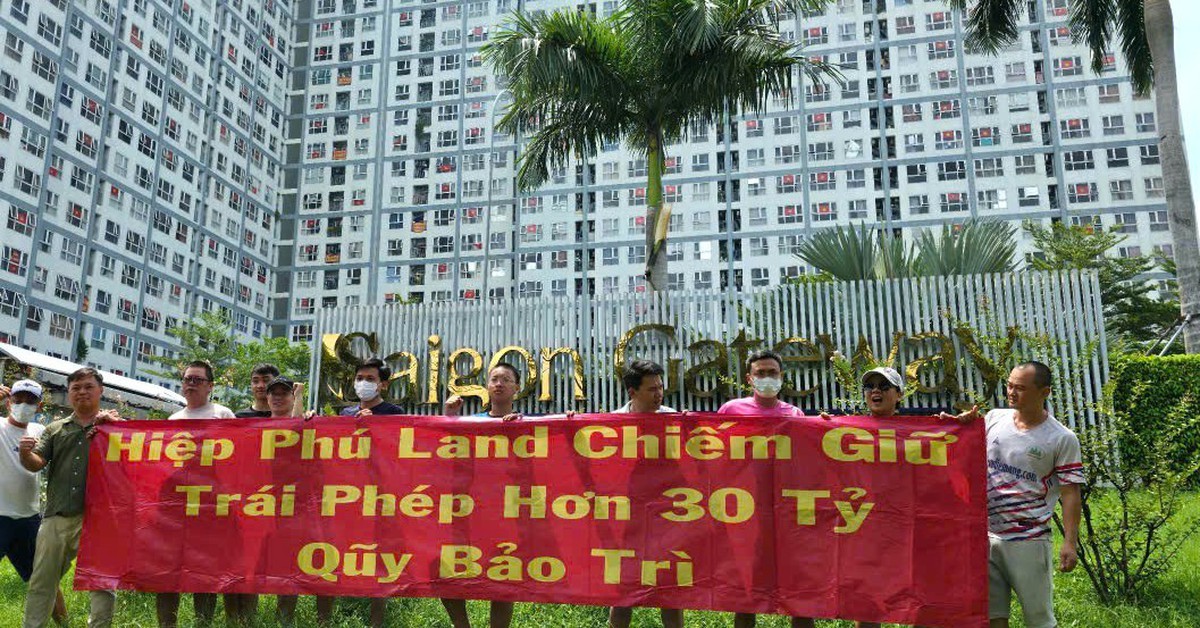 Saigon Gateway
Hiệp Phú Land Chiếm Giữ
Trái Phép Hơn 30 Tỷ
Qũy Bảo Trì